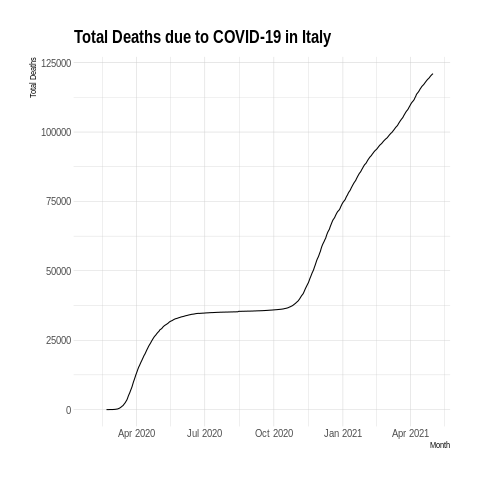 Total Deaths due to COVID-19 in Italy
Total Deaths
125000
100000
75000
50000
25000
0
Apr 2020 Jul 2020 Oct 2020 Jan 2021 Apr 2021
Month